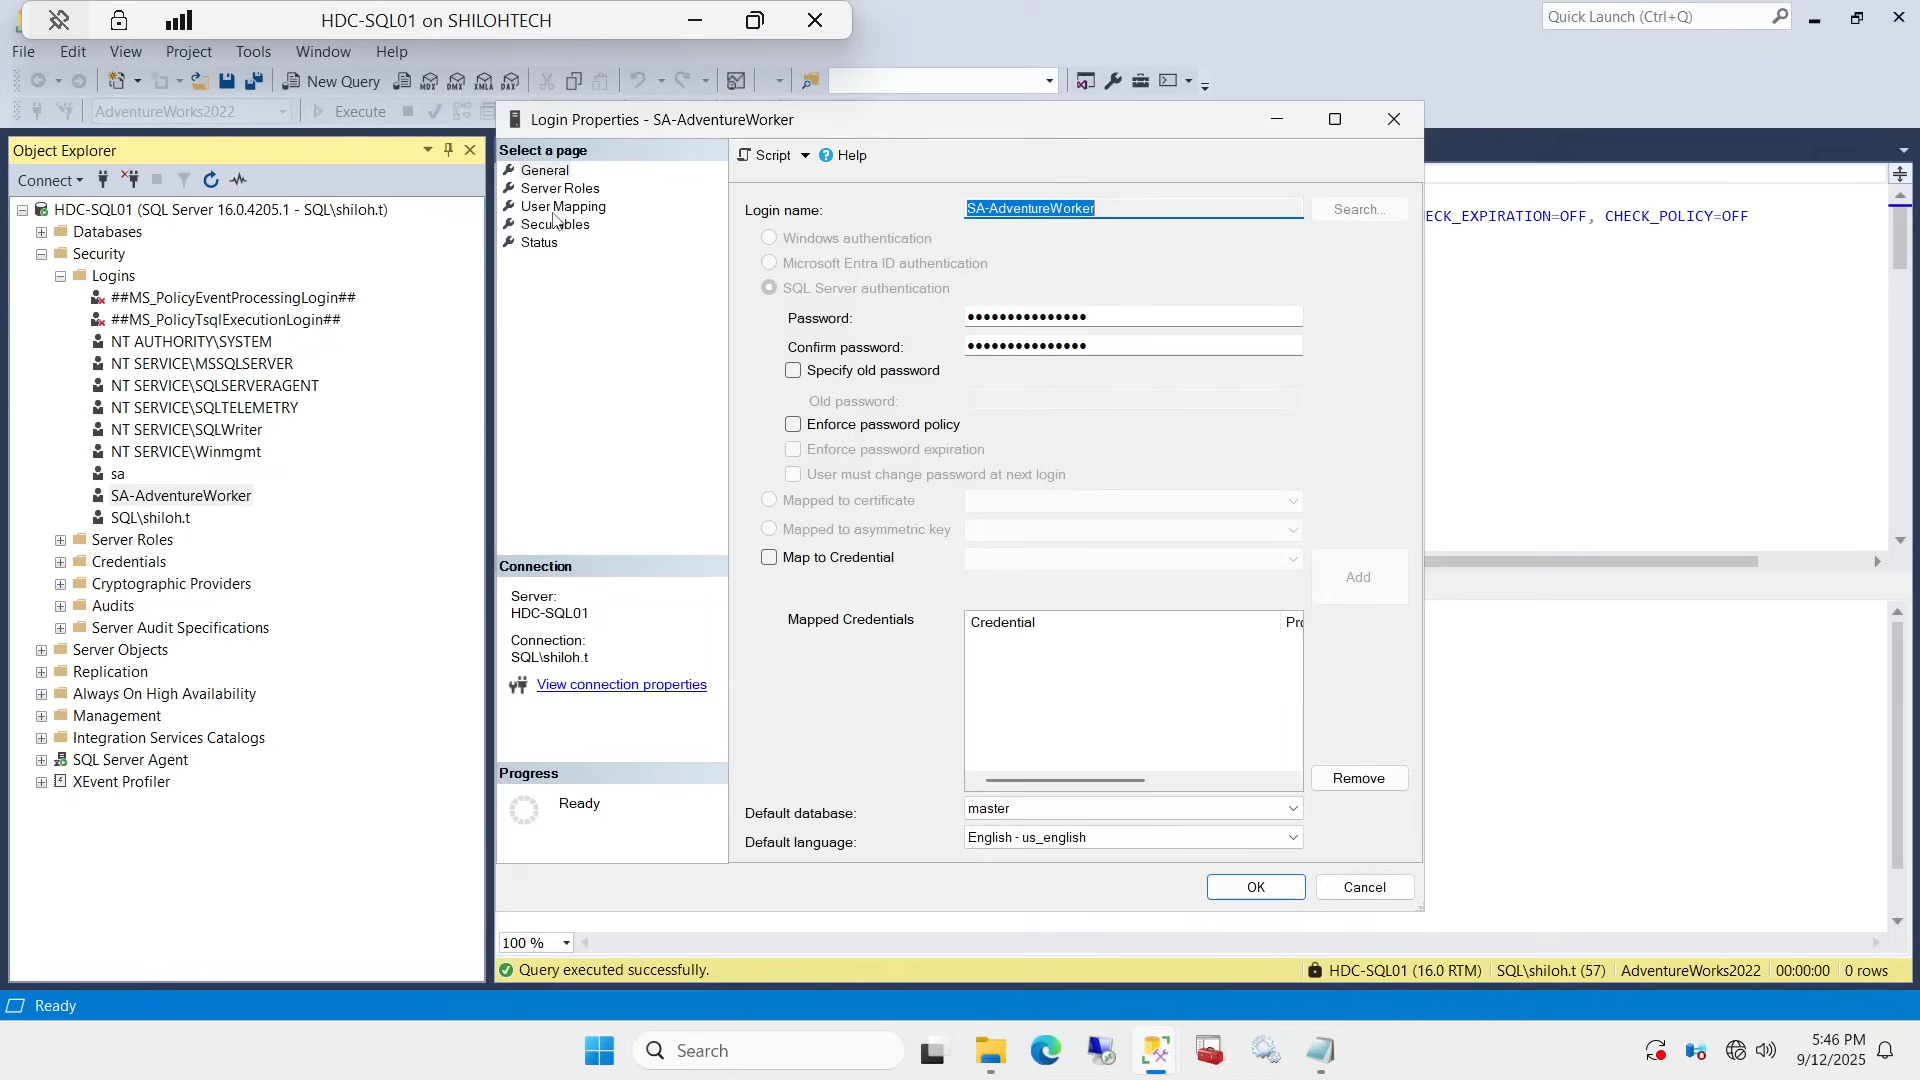 HDC-SQL01 on SHILOHTECH
Quick Launch (Ctrl+Q)
File Edit View Project Tools Window Help
New Query MDX DMX XMLA DAX
AdventureWorks2022 Execute
Object Explorer
Connect
HDC-SQL01 (SQL Server 16.0.4205.1 - SQL\shiloh.t)
Databases
Security
Logins
##MS_PolicyEventProcessingLogin##
##MS_PolicyTsqlExecutionLogin##
NT AUTHORITY\SYSTEM
NT SERVICE\MSSQLSERVER
NT SERVICE\SQLSERVERAGENT
NT SERVICE\SQLTELEMETRY
NT SERVICE\SQLWriter
NT SERVICE\Winmgmt
sa
SA-AdventureWorker
SQL\shiloh.t
Server Roles
Credentials
Cryptographic Providers
Audits
Server Audit Specifications
Server Objects
Replication
Always On High Availability
Management
Integration Services Catalogs
SQL Server Agent
XEvent Profiler
Login Properties - SA-AdventureWorker
Select a page
General
Server Roles
User Mapping
Securables
Status
Connection
Server:
HDC-SQL01
Connection:
SQL\shiloh.t
View connection properties
Progress
Ready
Script Help
Login name: SA-AdventureWorker Search...
Windows authentication
Microsoft Entra ID authentication
SQL Server authentication
Password: ●●●●●●●●●●●●●●●
Confirm password: ●●●●●●●●●●●●●●●
Specify old password
Old password:
Enforce password policy
Enforce password expiration
User must change password at next login
Mapped to certificate
Mapped to asymmetric key
Map to Credential Add
Mapped Credentials Credential Pro
Remove
Default database: master
Default language: English - us_english
OK Cancel
ECK_EXPIRATION=OFF, CHECK_POLICY=OFF
100 %
Query executed successfully. HDC-SQL01 (16.0 RTM) SQL\shiloh.t (57) AdventureWorks2022 00:00:00 0 rows
Ready
Search
5:46 PM
9/12/2025